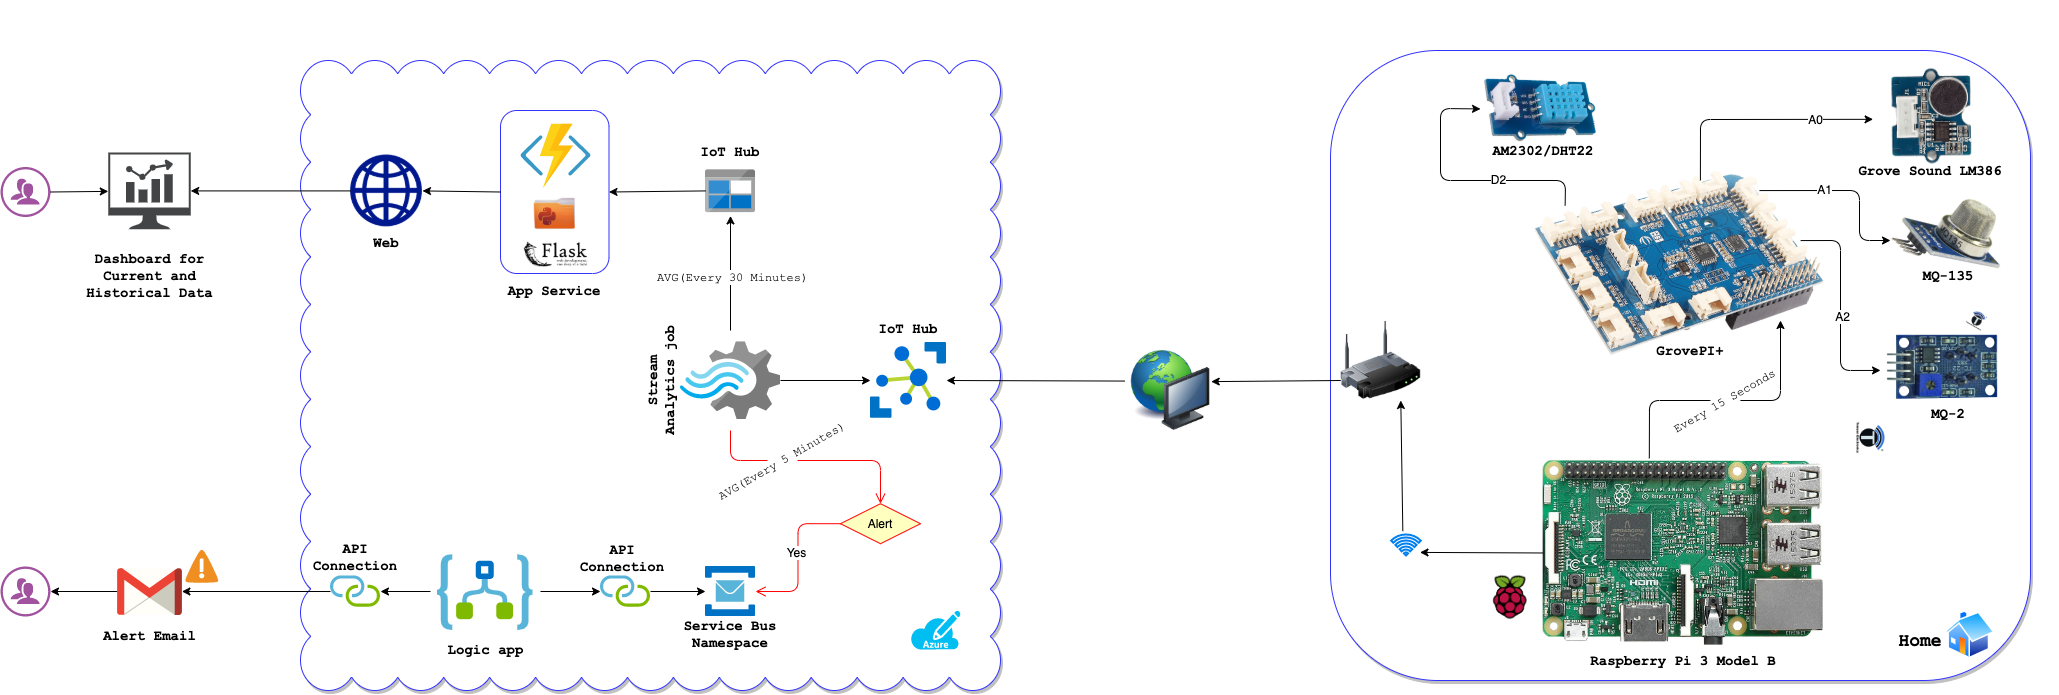 IoT Hub
Flask
App Service
Web
Dashboard for
Current and
Historical Data
AVG(Every 30 Minutes)
Stream
Analytics job
IoT Hub
AVG(Every 5 Minutes)
Alert
Yes
API
Connection
API
Connection
Service Bus
Namespace
Logic app
Alert Email
Azure
AM2302/DHT22
D2
A0
Grove Sound LM386
A1
MQ-135
A2
MQ-2
GrovePI+
Every 15 Seconds
HDMI
Raspberry Pi 3 Model B
Home